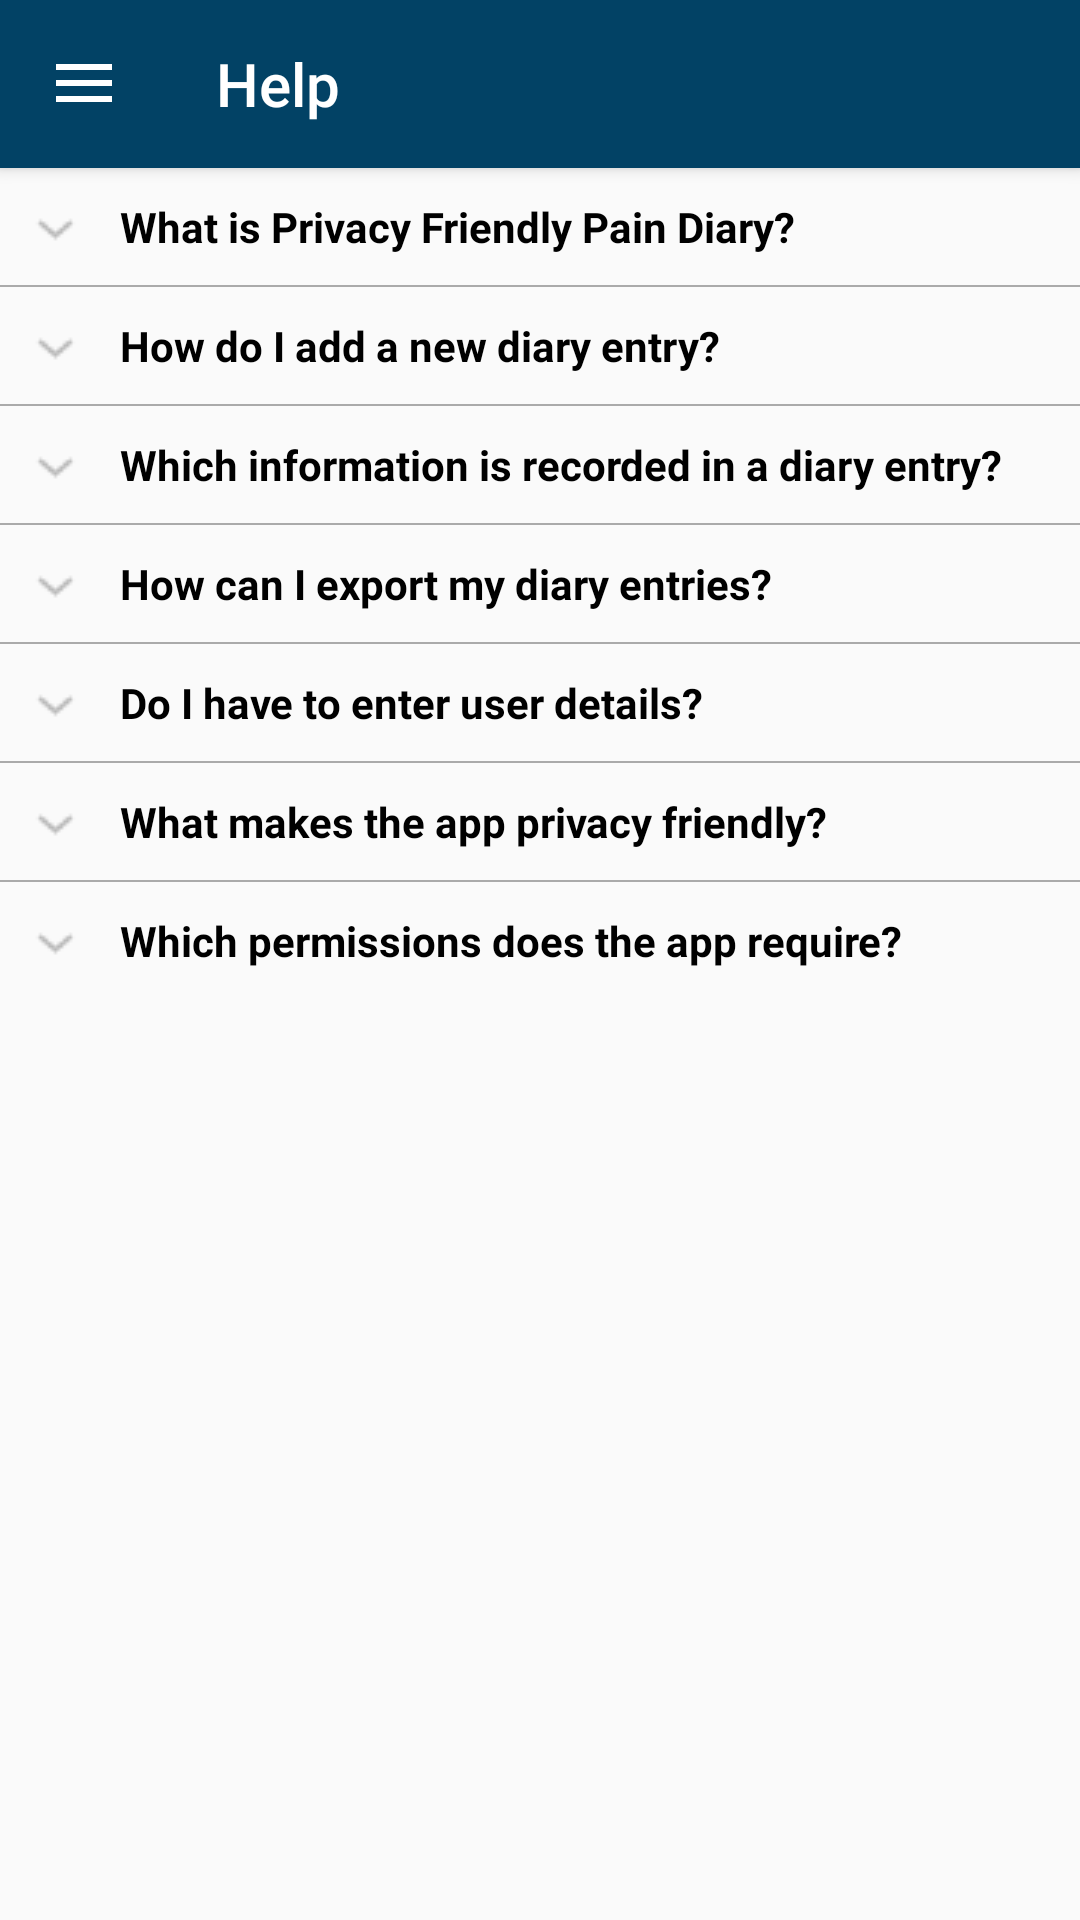 Help
What is Privacy Friendly Pain Diary?
How do I add a new diary entry?
Which information is recorded in a diary entry?
How can I export my diary entries?
Do I have to enter user details?
What makes the app privacy friendly?
Which permissions does the app require?